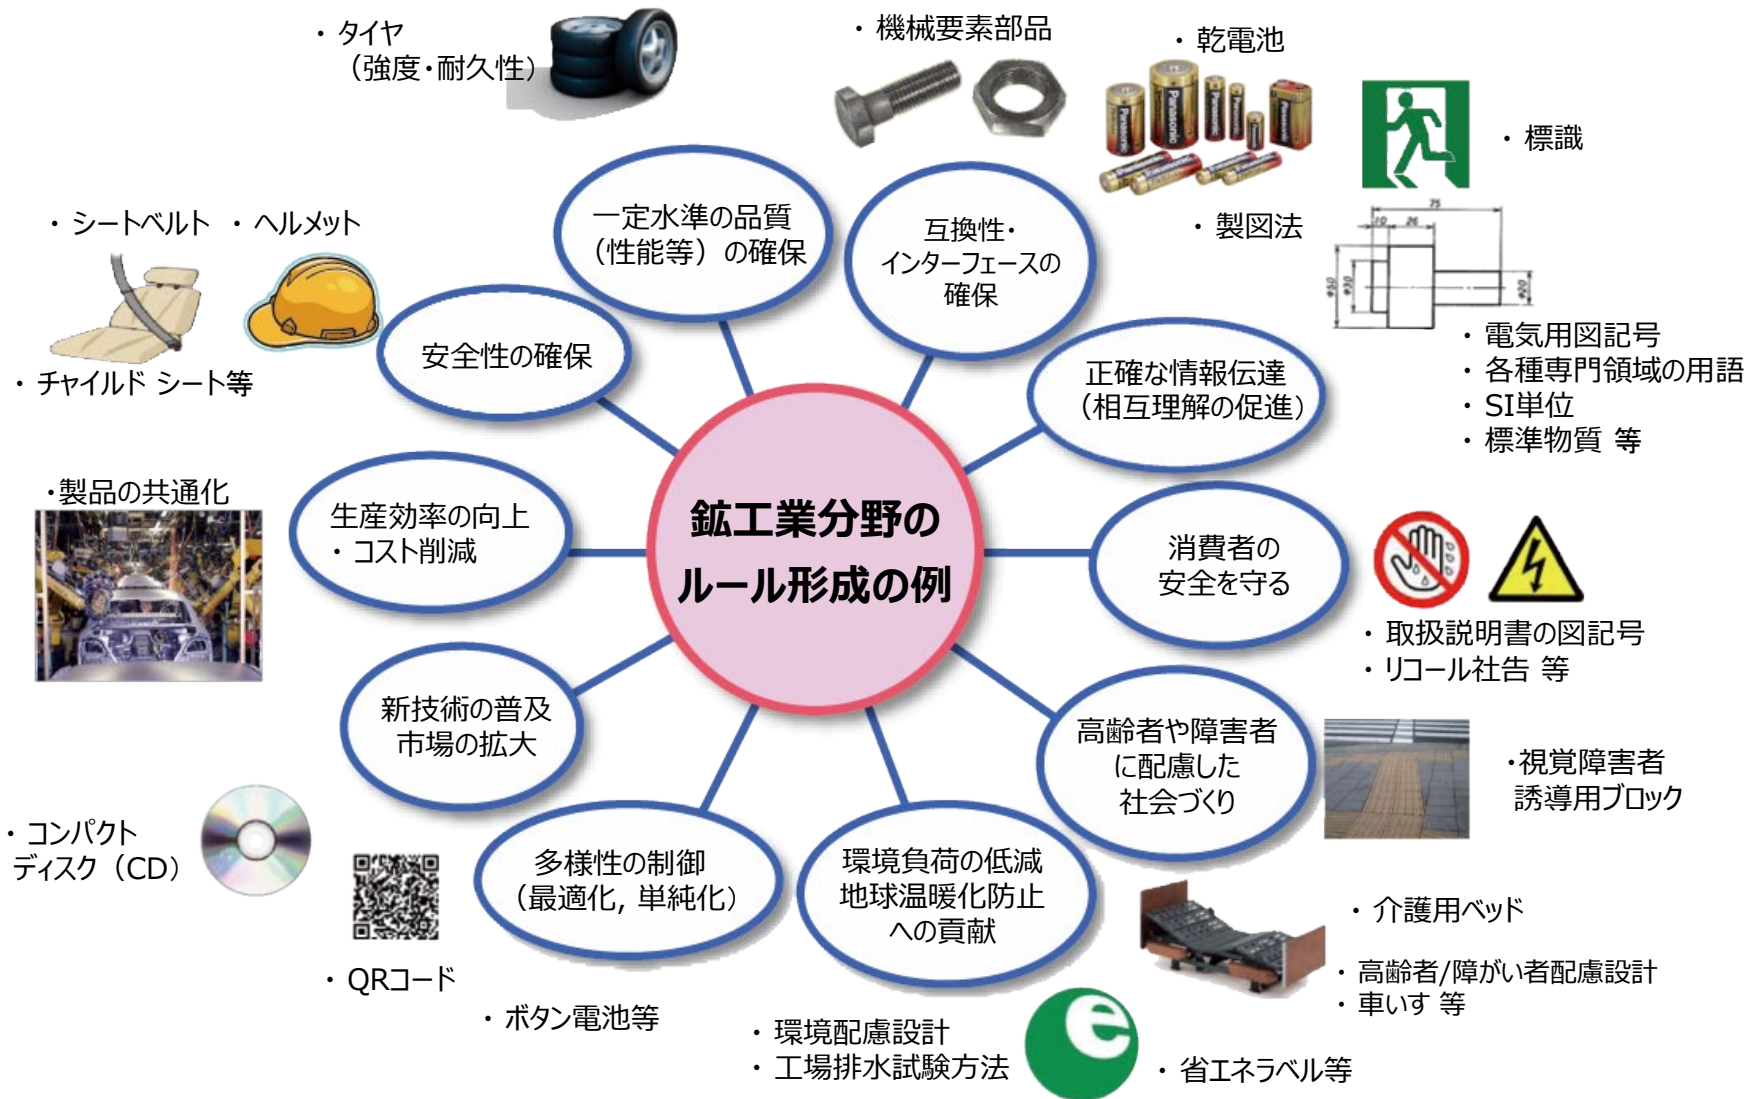 ・ タイヤ
（強度・耐久性）
・ 機械要素部品
・ 乾電池
Panasonic
Panasonic
Panasonic
・ 標識
・ 製図法
75
10
26
φ50
φ30
φ20
・ 電気用図記号
・ 各種専門領域の用語
・ SI単位
・ 標準物質 等
・ シートベルト
・ ヘルメット
・ チャイルド シート等
一定水準の品質
（性能等）の確保
互換性・
インターフェースの
確保
安全性の確保
正確な情報伝達
（相互理解の促進）
鉱工業分野の
ルール形成の例
・製品の共通化
生産効率の向上
・ コスト削減
消費者の
安全を守る
・ 取扱説明書の図記号
・ リコール社告 等
新技術の普及
市場の拡大
高齢者や障害者
に配慮した
社会づくり
・視覚障害者
誘導用ブロック
・ コンパクト
ディスク（CD）
・ QRコード
多様性の制御
（最適化, 単純化）
・ ボタン電池等
環境負荷の低減
地球温暖化防止
への貢献
・ 介護用ベッド
・ 高齢者/障がい者配慮設計
・ 車いす 等
・ 環境配慮設計
・ 工場排水試験方法
e
・ 省エネラベル等